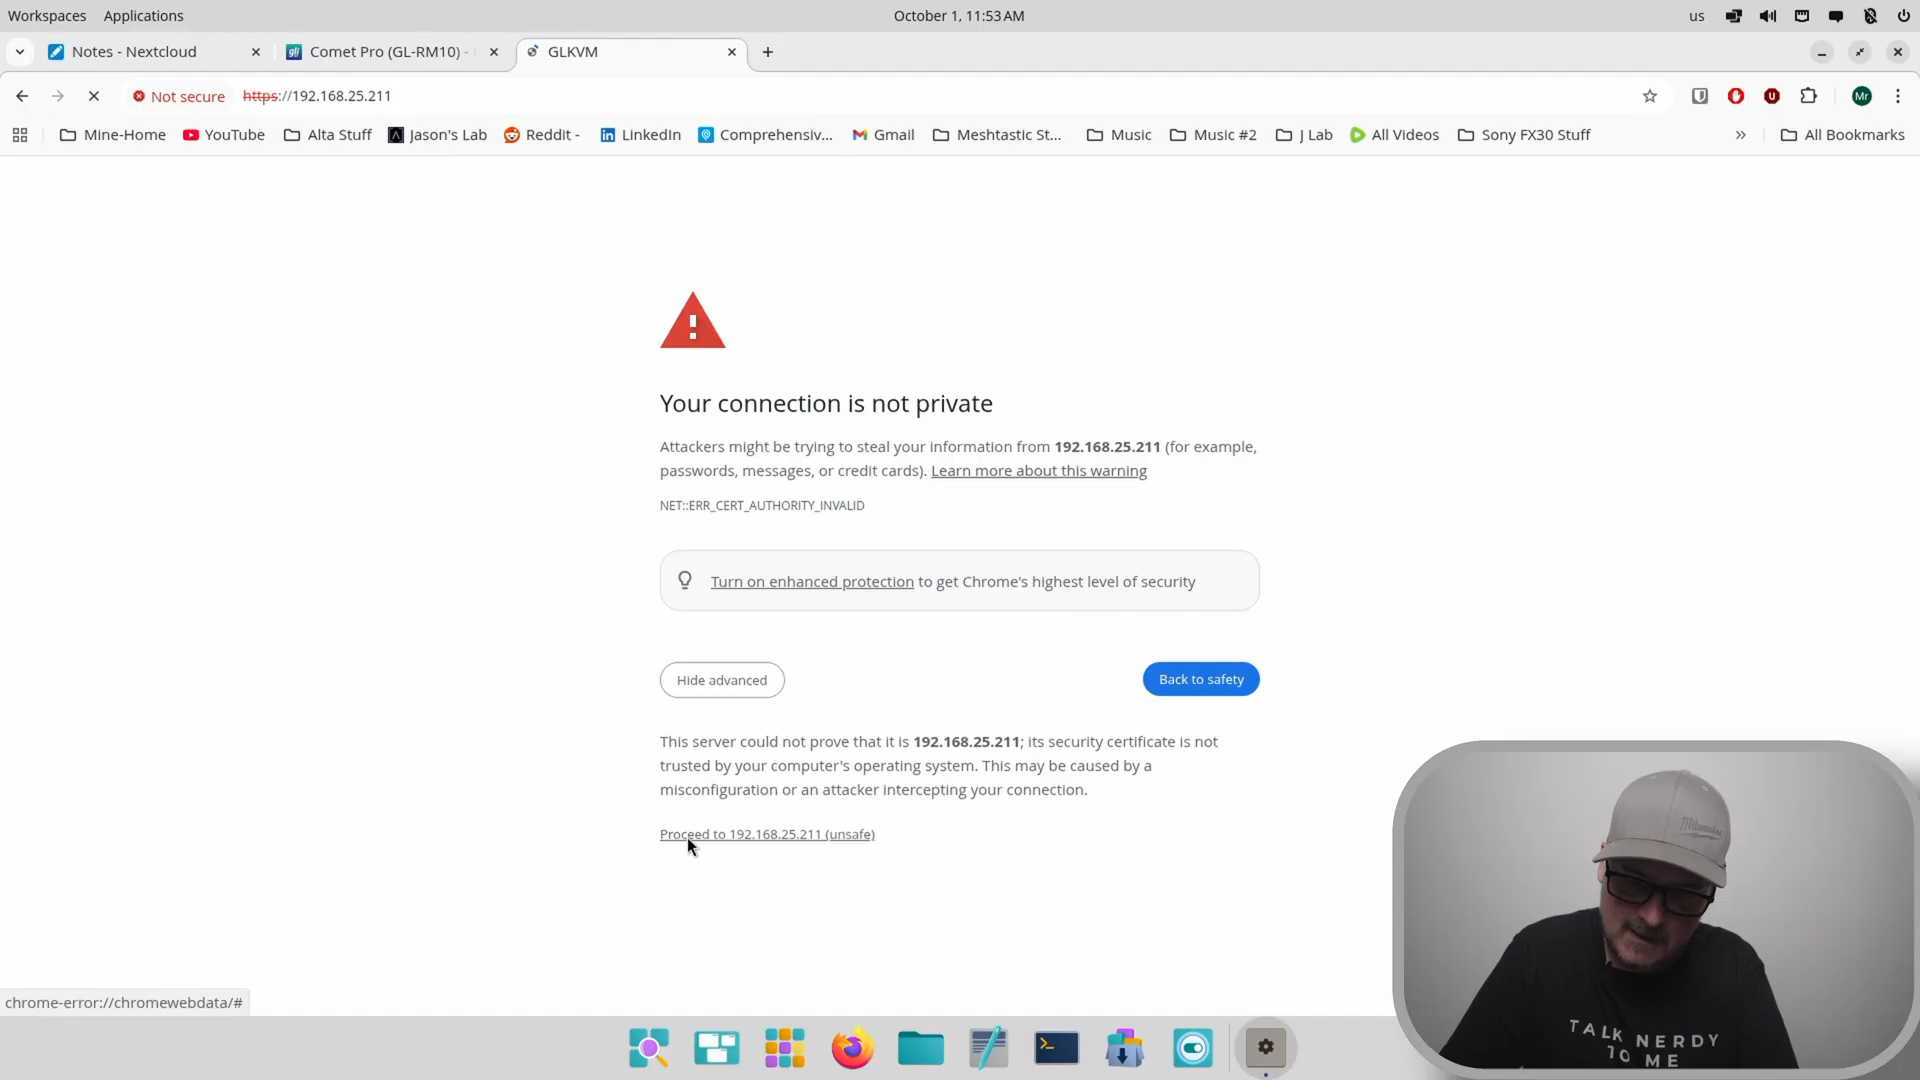 Workspaces Applications October 1, 11:53 AM us
Notes - Nextcloud Comet Pro (GL-RM10) - GLKVM
Not secure https://192.168.25.211 Mr
Mine-Home YouTube Alta Stuff Jason's Lab Reddit - LinkedIn Comprehensiv... Gmail Meshtastic St... Music Music #2 J Lab All Videos Sony FX30 Stuff All Bookmarks
Your connection is not private
Attackers might be trying to steal your information from 192.168.25.211 (for example,
passwords, messages, or credit cards). Learn more about this warning
NET::ERR_CERT_AUTHORITY_INVALID
Turn on enhanced protection to get Chrome's highest level of security
Hide advanced Back to safety
This server could not prove that it is 192.168.25.211; its security certificate is not
trusted by your computer's operating system. This may be caused by a
misconfiguration or an attacker intercepting your connection.
Proceed to 192.168.25.211 (unsafe)
Milwaukee
TALK NERDY
TO ME
chrome-error://chromewebdata/#